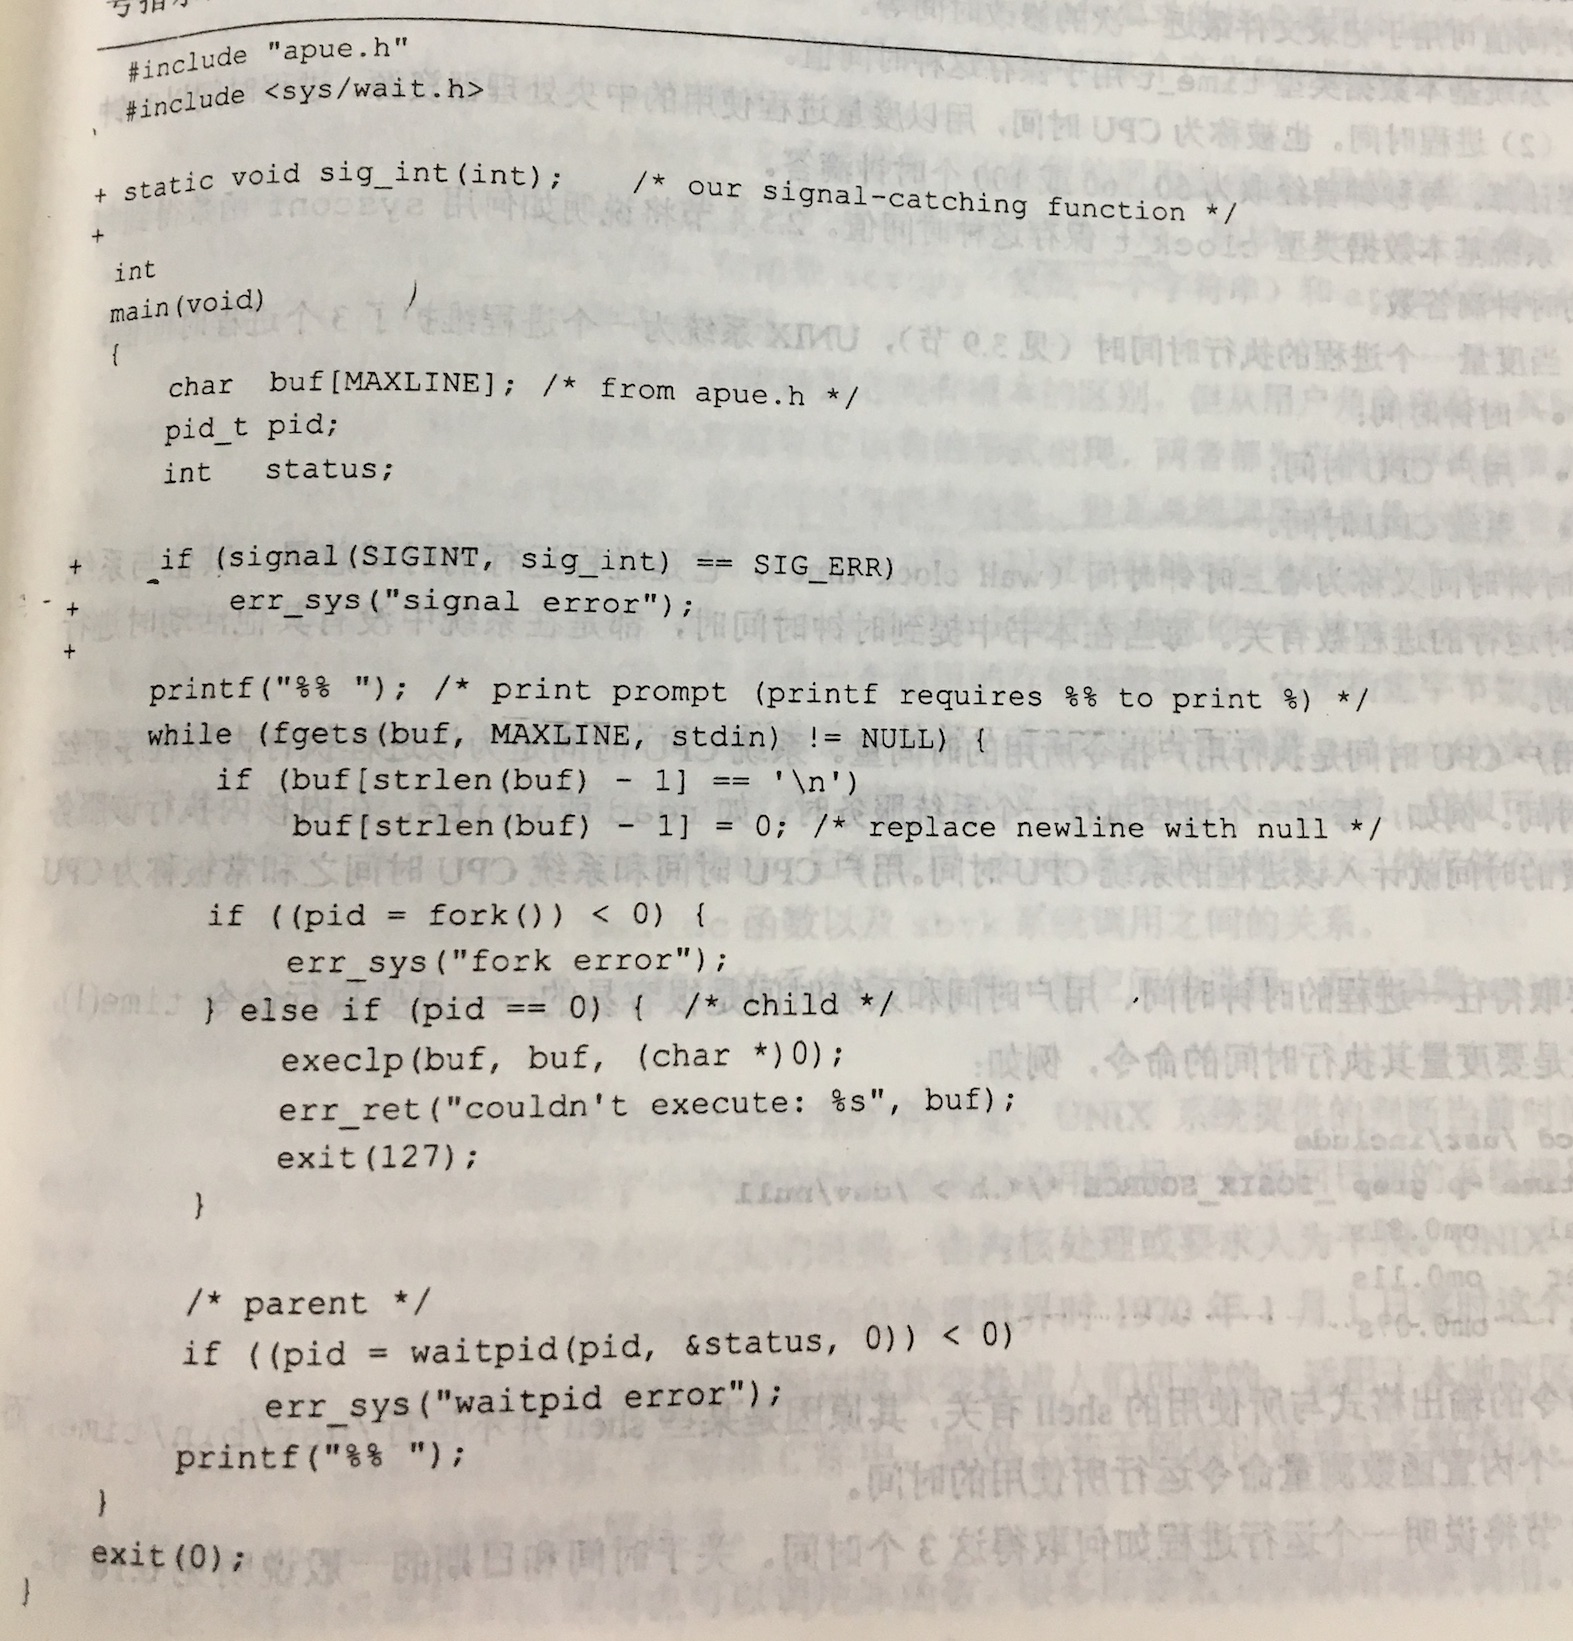 #include "apue.h"
#include <sys/wait.h>
+ static void sig_int(int);    /* our signal-catching function */
+
int
main(void)
{
    char  buf[MAXLINE]; /* from apue.h */
    pid_t pid;
    int   status;
+    if (signal(SIGINT, sig_int) == SIG_ERR)
+        err_sys("signal error");
+
    printf("%% "); /* print prompt (printf requires %% to print %) */
    while (fgets(buf, MAXLINE, stdin) != NULL) {
        if (buf[strlen(buf) - 1] == '\n')
            buf[strlen(buf) - 1] = 0; /* replace newline with null */
        if ((pid = fork()) < 0) {
            err_sys("fork error");
        } else if (pid == 0) {  /* child */
            execlp(buf, buf, (char *)0);
            err_ret("couldn't execute: %s", buf);
            exit(127);
        }
        /* parent */
        if ((pid = waitpid(pid, &status, 0)) < 0)
            err_sys("waitpid error");
        printf("%% ");
    }
    exit(0);
}